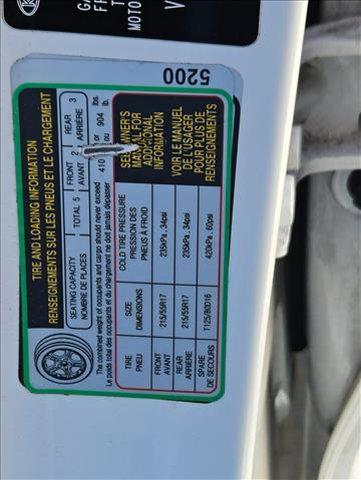 5200
TIRE AND LOADING INFORMATION
RENSEIGNEMENTS SUR LES PNEUS ET LE CHARGEMENT
SEATING CAPACITY TOTAL 5 FRONT 2 REAR 3
NOMBRE DE PLACES AVANT ARRIÈRE
The combined weight of occupants and cargo should never exceed 410 or 904 lbs.
Le poids total des occupants et du chargement ne doit jamais dépasser ou lb.
TIRE SIZE COLD TIRE PRESSURE
PNEU DIMENSIONS PRESSION DES PNEUS À FROID
FRONT 215/55R17 235kPa, 34psi
AVANT
REAR 215/55R17 235kPa, 34psi
ARRIÈRE
SPARE T125/80D16 420kPa, 60psi
DE SECOURS
SEE OWNER'S
MANUAL FOR
ADDITIONAL
INFORMATION
VOIR LE MANUEL
DE L'USAGER
POUR PLUS DE
RENSEIGNEMENTS
MOTO
V